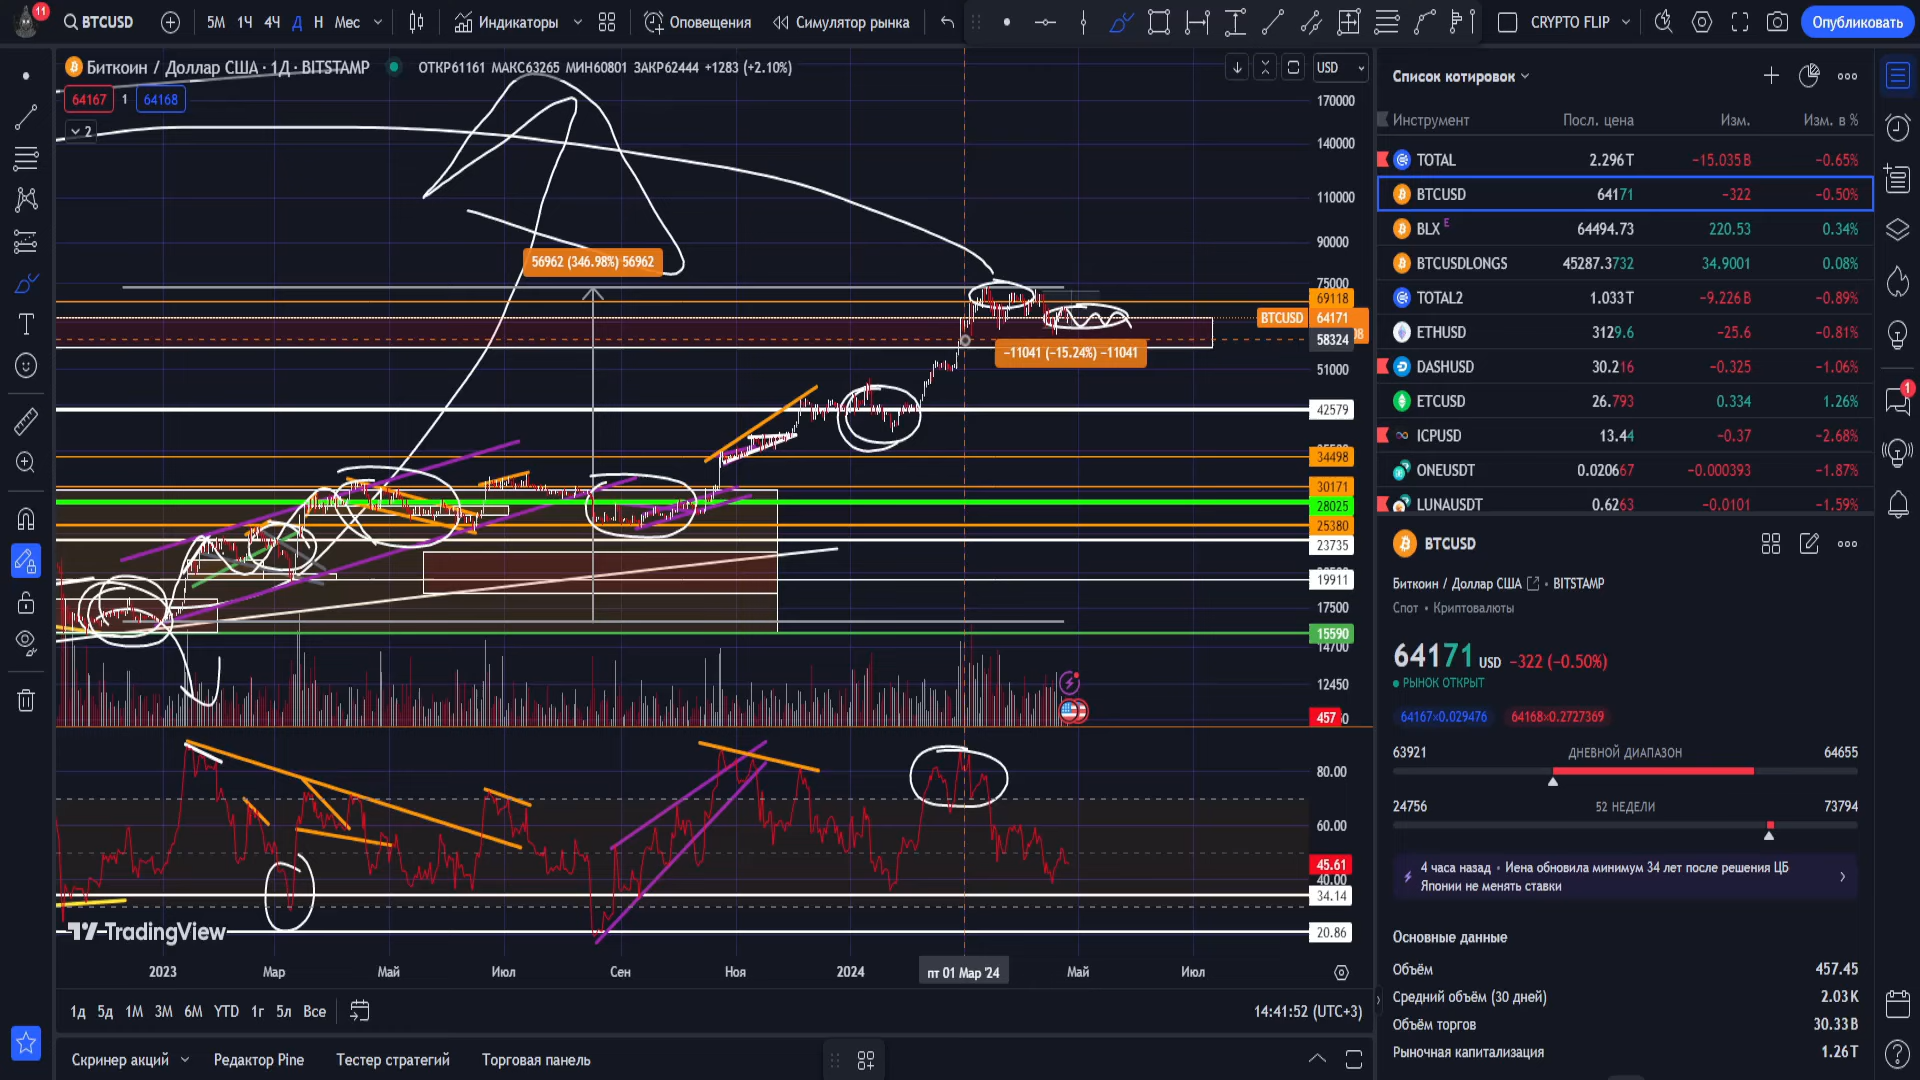 11
BTCUSD
5М 1Ч 4Ч Д Н Мес
Индикаторы
Оповещения
Симулятор рынка
CRYPTO FLIP
Опубликовать
Биткоин / Доллар США · 1Д · BITSTAMP
ОТКР61161 МАКС63265 МИН60801 ЗАКР62444 +1283 (+2.10%)
USD
64167 1 64168
2
170000
140000
110000
90000
75000
69118
BTCUSD 64171
58324
51000
42579
34498
30171
28025
25380
23735
19911
17500
15590
14700
12450
457
56962 (346.98%) 56962
−11041 (−15.24%) −11041
80.00
60.00
45.61
40.00
34.14
20.86
TradingView
2023 Мар Май Июл Сен Ноя 2024 пт 01 Мар '24 Май Июл
1д 5д 1М 3М 6М YTD 1г 5л Все
14:41:52 (UTC+3)
Скринер акций
Редактор Pine
Тестер стратегий
Торговая панель
Список котировок
Инструмент Посл. цена Изм. Изм. в %
TOTAL 2.296T −15.035B −0.65%
BTCUSD 64171 −322 −0.50%
BLX E 64494.73 220.53 0.34%
BTCUSDLONGS 45287.3732 34.9001 0.08%
TOTAL2 1.033T −9.226B −0.89%
ETHUSD 3129.6 −25.6 −0.81%
DASHUSD 30.216 −0.325 −1.06%
ETCUSD 26.793 0.334 1.26%
ICPUSD 13.44 −0.37 −2.68%
ONEUSDT 0.020667 −0.000393 −1.87%
LUNAUSDT 0.6263 −0.0101 −1.59%
1
BTCUSD
Биткоин / Доллар США · BITSTAMP
Спот · Криптовалюты
64171 USD −322 (−0.50%)
РЫНОК ОТКРЫТ
64167×0.029476 64168×0.2727369
63921 ДНЕВНОЙ ДИАПАЗОН 64655
24756 52 НЕДЕЛИ 73794
4 часа назад · Иена обновила минимум 34 лет после решения ЦБ
Японии не менять ставки
Основные данные
Объём 457.45
Средний объём (30 дней) 2.03K
Объём торгов 30.33B
Рыночная капитализация 1.26T